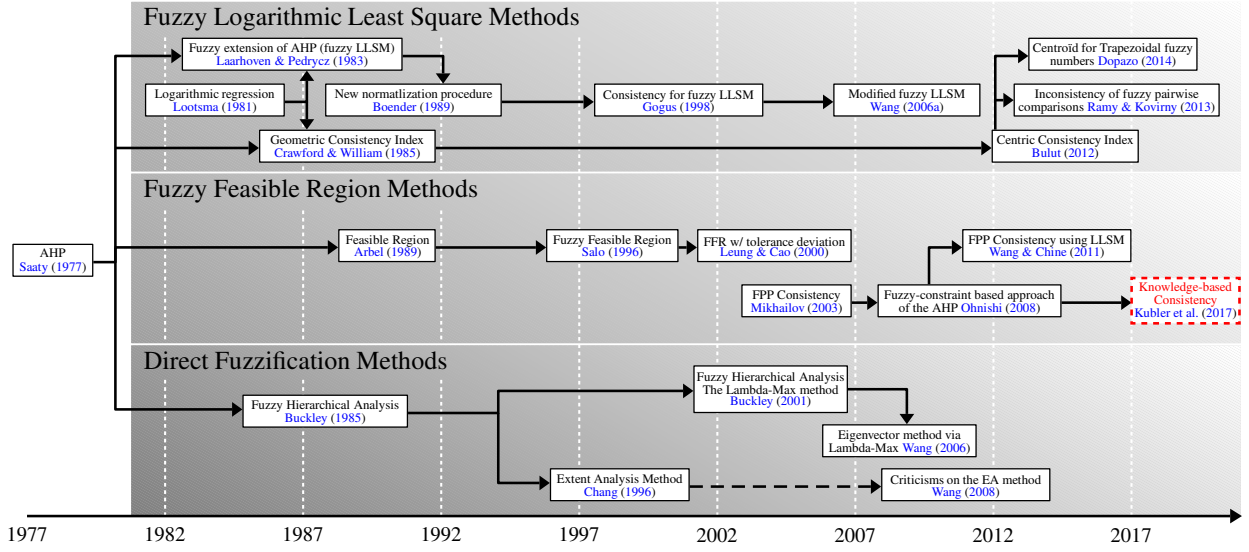 Fuzzy Logarithmic Least Square Methods
Fuzzy extension of AHP (fuzzy LLSM)
Laarhoven & Pedrycz (1983)
Centroïd for Trapezoidal fuzzy
numbers Dopazo (2014)
Logarithmic regression
Lootsma (1981)
New normatlization procedure
Boender (1989)
Consistency for fuzzy LLSM
Gogus (1998)
Modified fuzzy LLSM
Wang (2006a)
Inconsistency of fuzzy pairwise
comparisons Ramy & Kovirny (2013)
Geometric Consistency Index
Crawford & William (1985)
Centric Consistency Index
Bulut (2012)
Fuzzy Feasible Region Methods
AHP
Saaty (1977)
Feasible Region
Arbel (1989)
Fuzzy Feasible Region
Salo (1996)
FFR w/ tolerance deviation
Leung & Cao (2000)
FPP Consistency using LLSM
Wang & Chine (2011)
FPP Consistency
Mikhailov (2003)
Fuzzy-constraint based approach
of the AHP Ohnishi (2008)
Knowledge-based
Consistency
Kubler et al. (2017)
Direct Fuzzification Methods
Fuzzy Hierarchical Analysis
Buckley (1985)
Fuzzy Hierarchical Analysis
The Lambda-Max method
Buckley (2001)
Eigenvector method via
Lambda-Max Wang (2006)
Extent Analysis Method
Chang (1996)
Criticisms on the EA method
Wang (2008)
1977 1982 1987 1992 1997 2002 2007 2012 2017